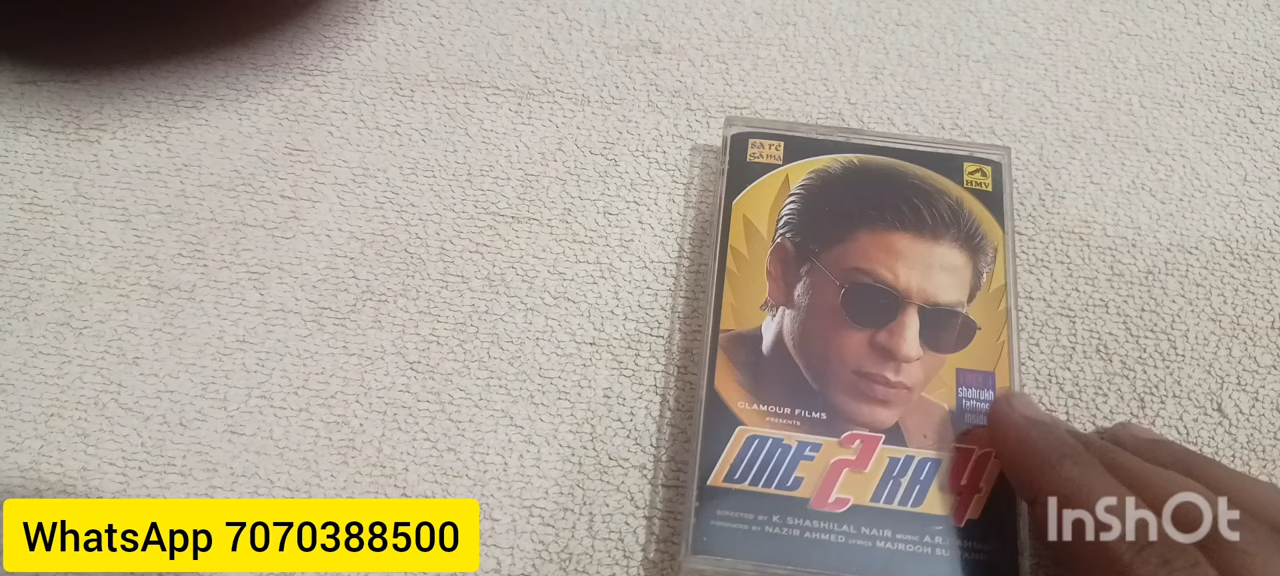 sa re
ga ma
HMV
shahrukh
tattoos
inside
GLAMOUR FILMS
PRESENTS
ONE 2 KA 4
DIRECTED BY K. SHASHILAL NAIR MUSIC A.R.
PRODUCED BY NAZIR AHMED LYRICS MAJROOH
WhatsApp 7070388500
InShOt